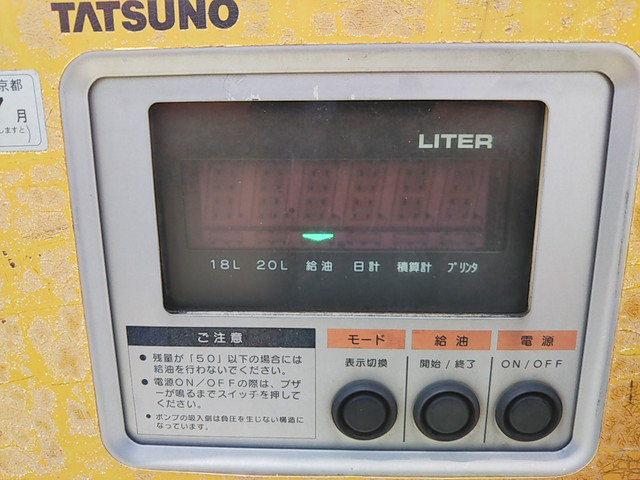 TATSUNO
京都
7月
しますと)
LITER
18L 20L 給油 日計 積算計 プリンタ
ご注意
● 残量が「50」以下の場合には
給油を行わないでください。
● 電源ON/OFFの際は、ブザ
ーが鳴るまでスイッチを押して
ください。
● ポンプの吸入側は負圧を生じない構造に
なっています。
モード 給油 電源
表示切換 開始/終了 ON/OFF